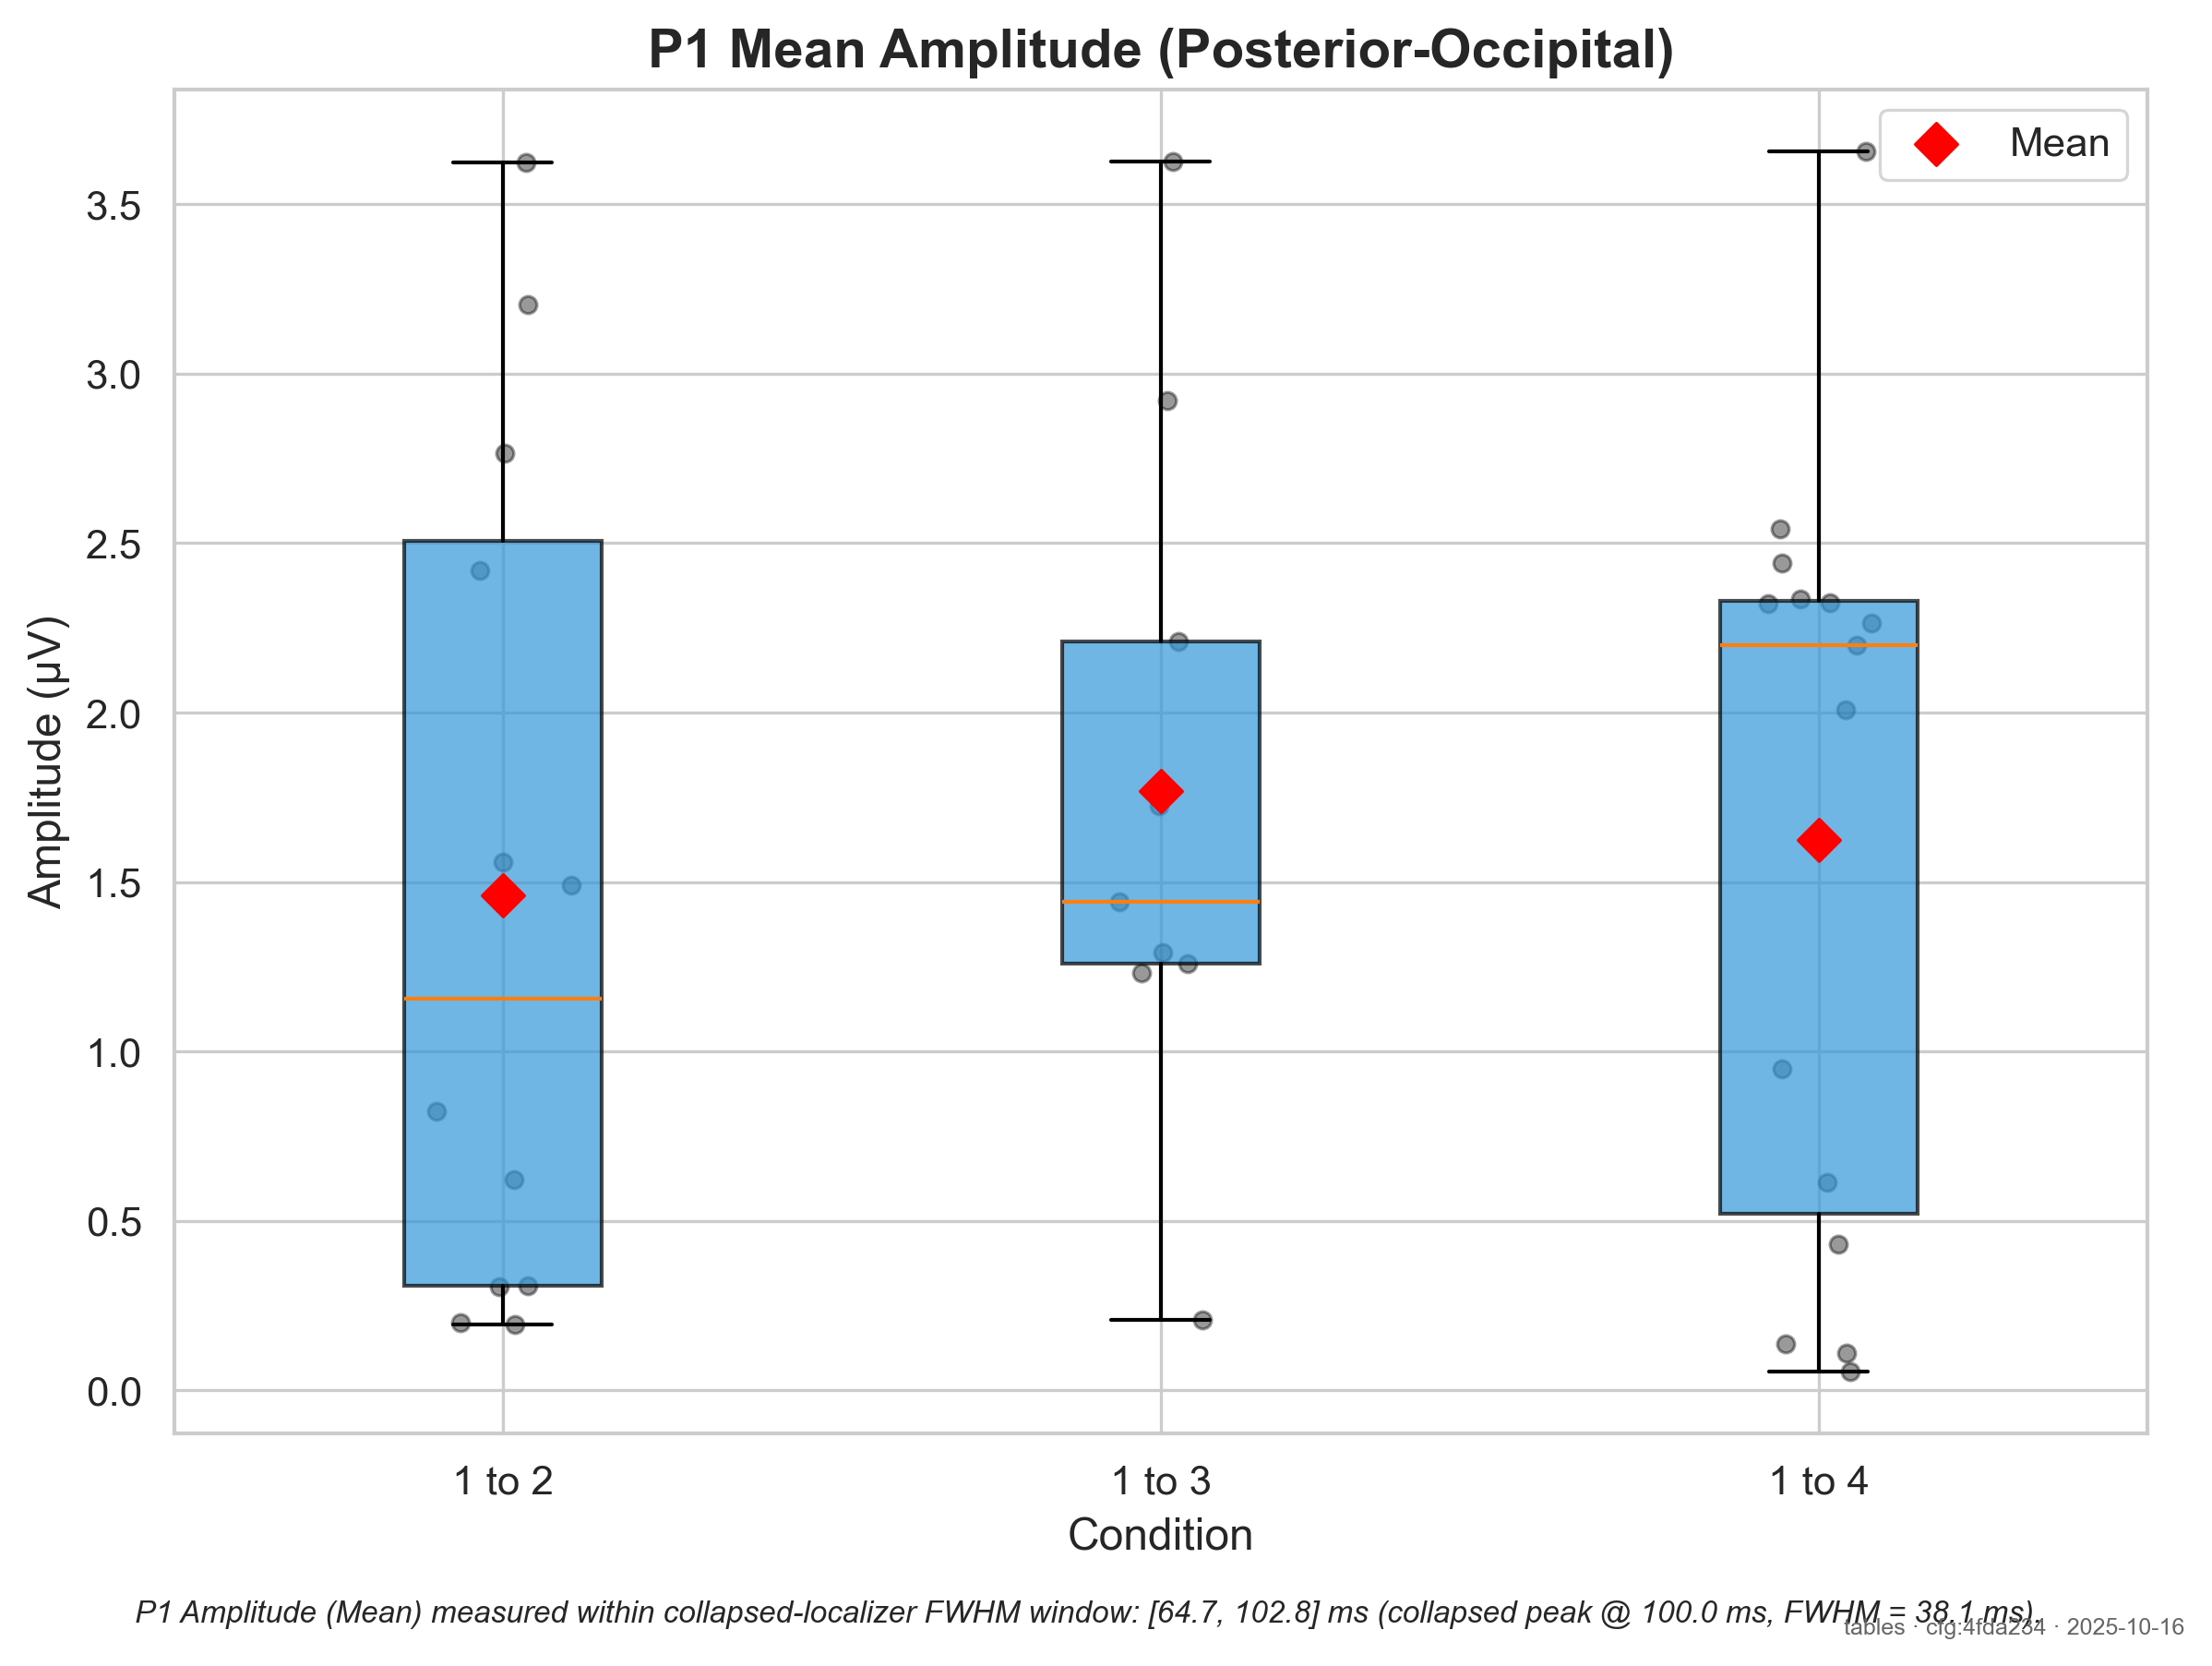 P1 Mean Amplitude (Posterior-Occipital)
Mean
3.5
3.0
2.5
2.0
1.5
1.0
0.5
0.0
Amplitude (µV)
1 to 2
1 to 3
1 to 4
Condition
P1 Amplitude (Mean) measured within collapsed-localizer FWHM window: [64.7, 102.8] ms (collapsed peak @ 100.0 ms, FWHM = 38.1 ms).
tables · cfg:4fda234 · 2025-10-16